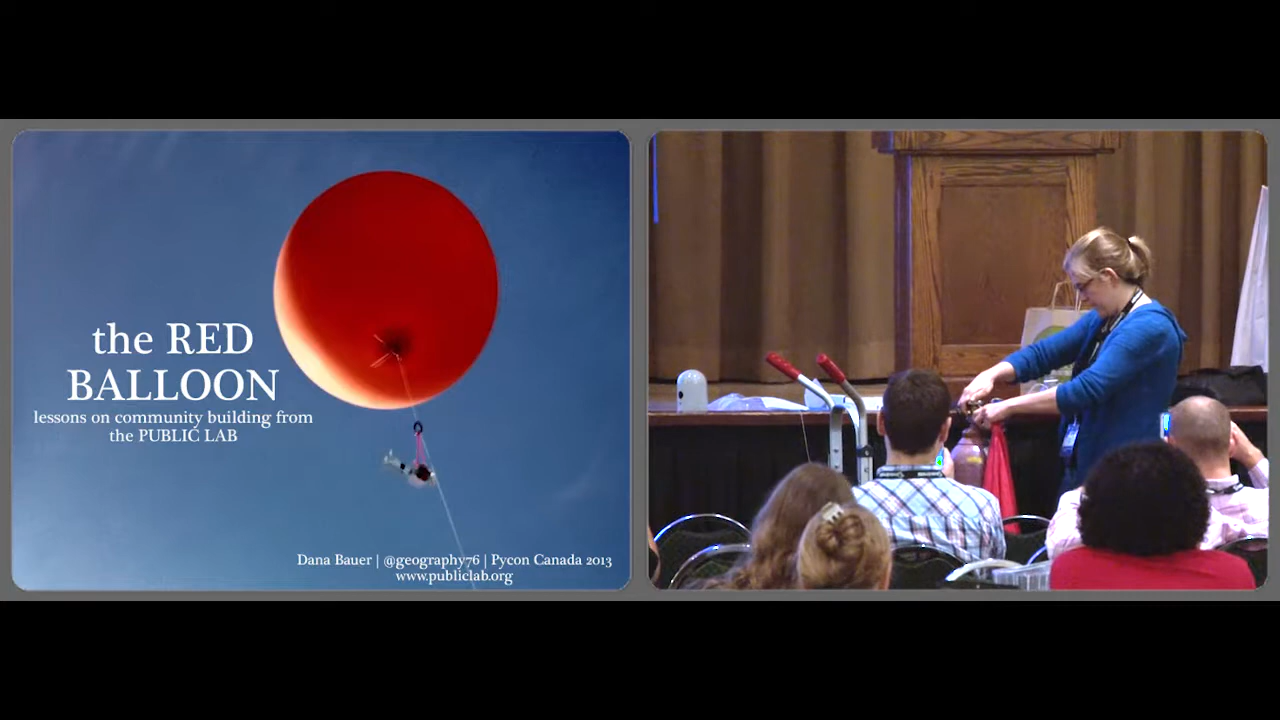 the RED
BALLOON
lessons on community building from
the PUBLIC LAB
Dana Bauer | @geography76 | Pycon Canada 2013
www.publiclab.org